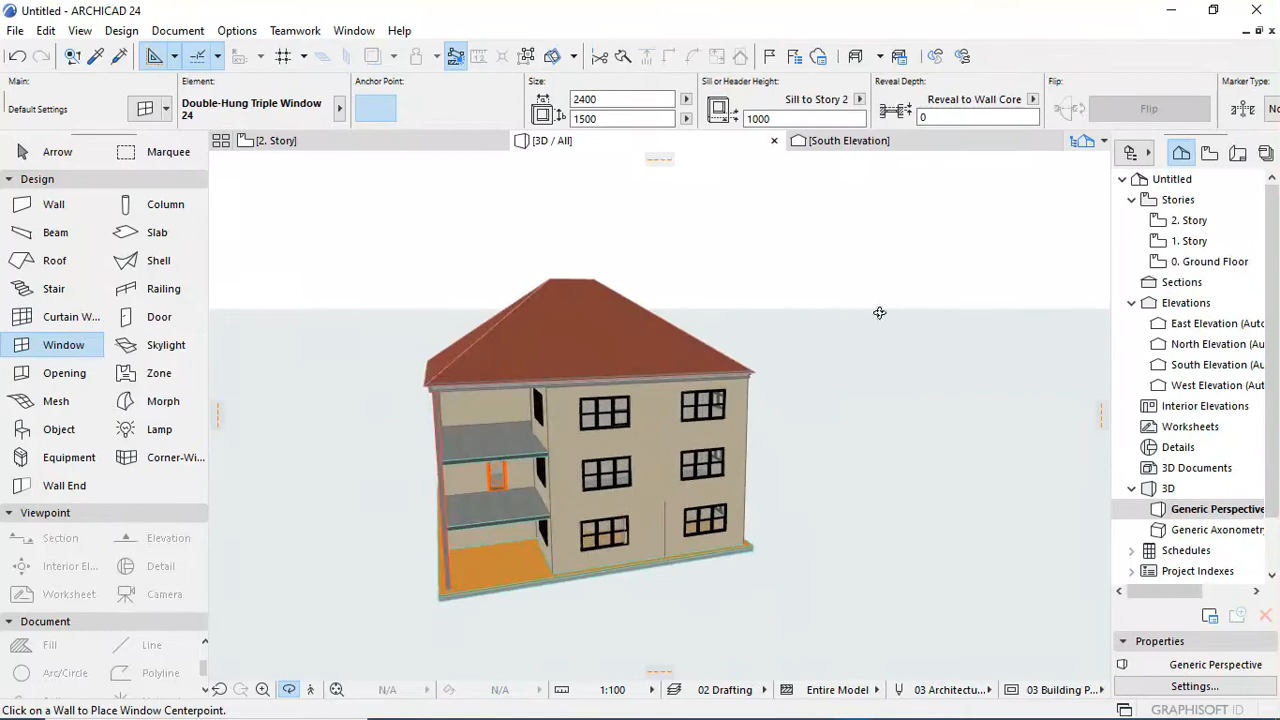 Untitled - ARCHICAD 24
File Edit View Design Document Options Teamwork Window Help
Main:
Default Settings
Element:
Double-Hung Triple Window 24
Anchor Point:
Size:
2400
1500
Sill or Header Height:
Sill to Story 2
1000
Reveal Depth:
Reveal to Wall Core
0
Flip:
Flip
Marker Type:
No
[2. Story]
[3D / All]
[South Elevation]
Arrow Marquee
Design
Wall Column
Beam Slab
Roof Shell
Stair Railing
Curtain W... Door
Window Skylight
Opening Zone
Mesh Morph
Object Lamp
Equipment Corner-Wi...
Wall End
Viewpoint
Section Elevation
Interior El... Detail
Worksheet Camera
Document
Fill Line
Arc/Circle Polyline
Untitled
Stories
2. Story
1. Story
0. Ground Floor
Sections
Elevations
East Elevation (Auto
North Elevation (Au
South Elevation (Au
West Elevation (Aut
Interior Elevations
Worksheets
Details
3D Documents
3D
Generic Perspective
Generic Axonometr
Schedules
Project Indexes
Properties
Generic Perspective
Settings...
N/A
N/A
1:100
02 Drafting
Entire Model
03 Architectu...
03 Building P...
Click on a Wall to Place Window Centerpoint.
GRAPHISOFT ID